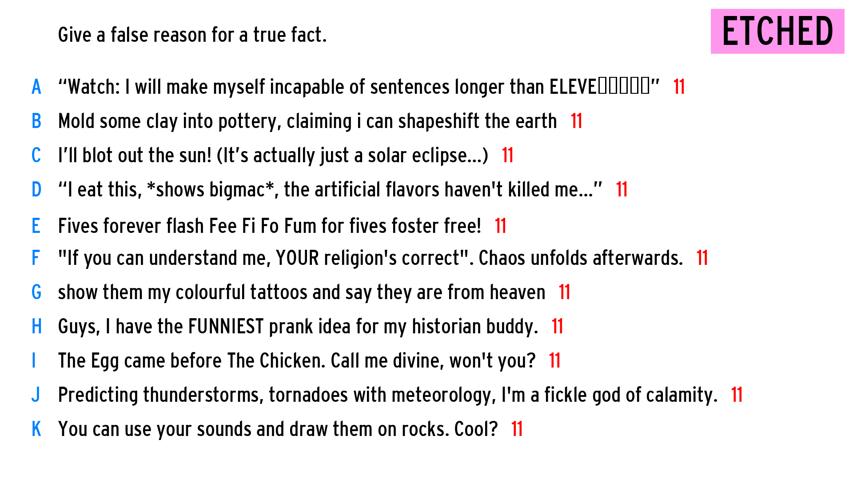 Give a false reason for a true fact.
ETCHED
A “Watch: I will make myself incapable of sentences longer than ELEVE▯▯▯▯▯” 11
B Mold some clay into pottery, claiming i can shapeshift the earth 11
C I’ll blot out the sun! (It’s actually just a solar eclipse...) 11
D “I eat this, *shows bigmac*, the artificial flavors haven't killed me...” 11
E Fives forever flash Fee Fi Fo Fum for fives foster free! 11
F "If you can understand me, YOUR religion's correct". Chaos unfolds afterwards. 11
G show them my colourful tattoos and say they are from heaven 11
H Guys, I have the FUNNIEST prank idea for my historian buddy. 11
I The Egg came before The Chicken. Call me divine, won't you? 11
J Predicting thunderstorms, tornadoes with meteorology, I'm a fickle god of calamity. 11
K You can use your sounds and draw them on rocks. Cool? 11